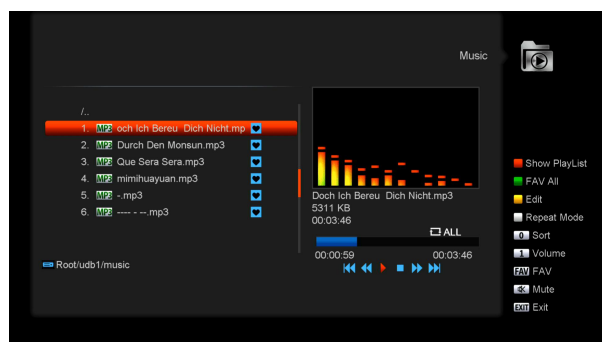 Music
/..
1. MP3 och Ich Bereu Dich Nicht.mp
2. MP3 Durch Den Monsun.mp3
3. MP3 Que Sera Sera.mp3
4. MP3 mimihuayuan.mp3
5. MP3 -.mp3
6. MP3 ---- - --.mp3
Root/udb1/music
Doch Ich Bereu Dich Nicht.mp3
5311 KB
00:03:46
ALL
00:00:59 00:03:46
Show PlayList
FAV All
Edit
Repeat Mode
0 Sort
1 Volume
FAV FAV
Mute
EXIT Exit